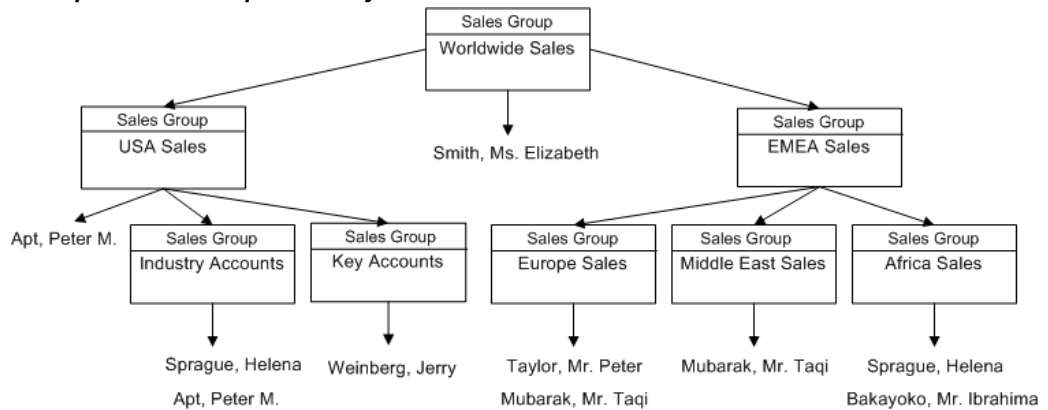 Sales Group
Worldwide Sales
Sales Group
USA Sales
Smith, Ms. Elizabeth
Sales Group
EMEA Sales
Apt, Peter M.
Sales Group
Industry Accounts
Sales Group
Key Accounts
Sales Group
Europe Sales
Sales Group
Middle East Sales
Sales Group
Africa Sales
Sprague, Helena
Apt, Peter M.
Weinberg, Jerry
Taylor, Mr. Peter
Mubarak, Mr. Taqi
Mubarak, Mr. Taqi
Sprague, Helena
Bakayoko, Mr. Ibrahima